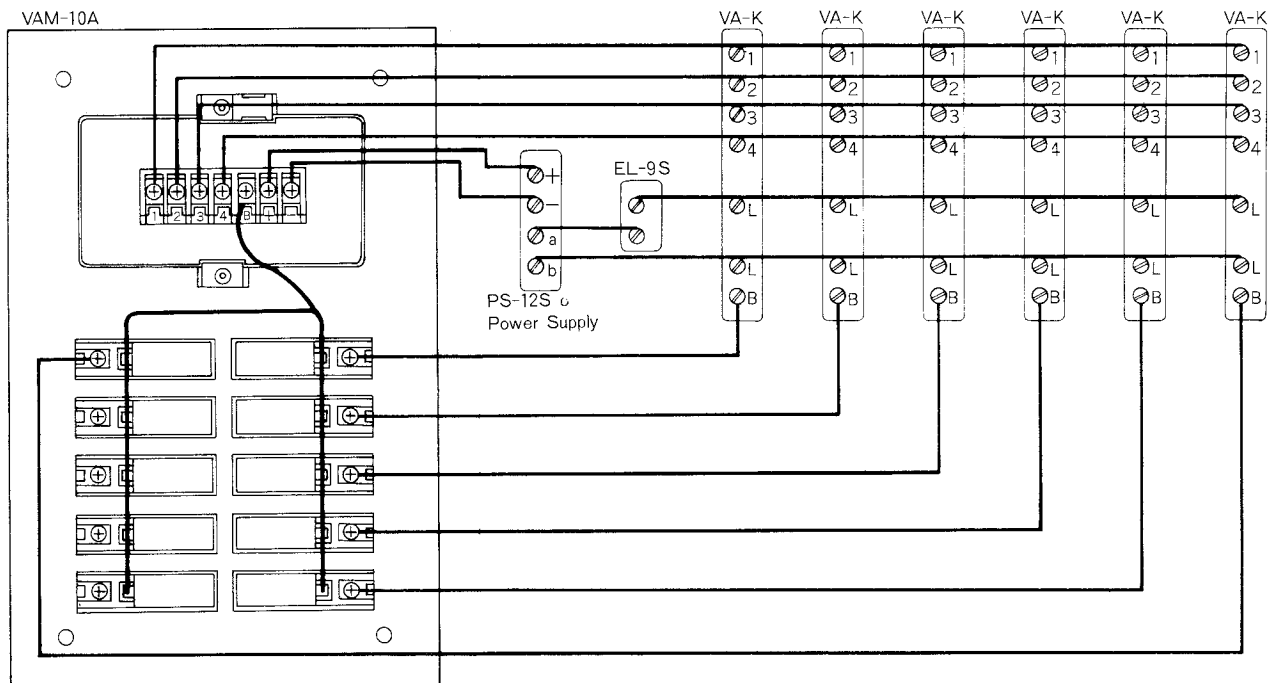 VAM-10A
VA-K VA-K VA-K VA-K VA-K VA-K
1 1 1 1 1 1
2 2 2 2 2 2
3 3 3 3 3 3
4 4 4 4 4 4
EL-9S
+
−
a
b
L L L L L L
L L L L L L
B B B B B B
1 2 3 4 B + −
PS-12S
Power Supply